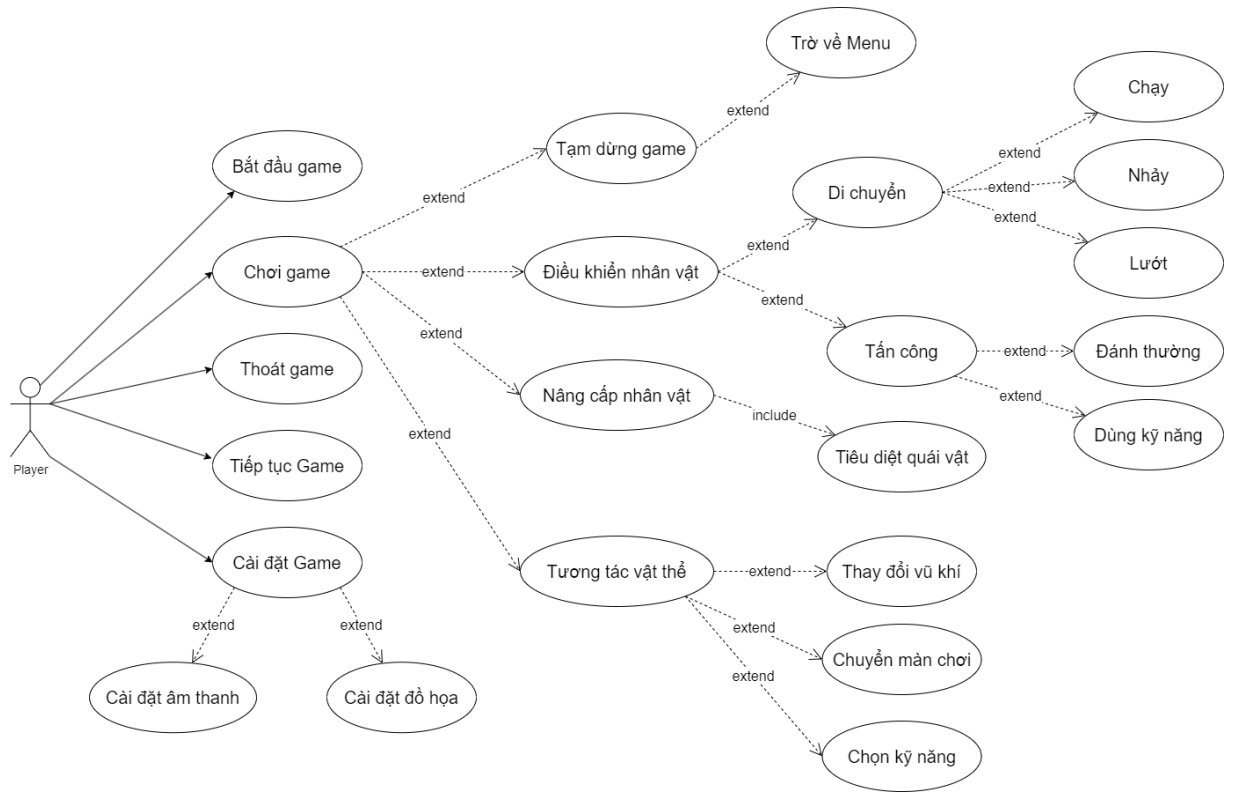 Trờ về Menu
Chạy
extend
Tạm dừng game
extend
Bắt đầu game
Di chuyển
extend
Nhảy
extend
extend
extend
Lướt
Chơi game
extend
Điều khiển nhân vật
extend
extend
extend
Tấn công
extend
Đánh thường
Thoát game
Nâng cấp nhân vật
include
extend
Dùng kỹ năng
extend
Tiêu diệt quái vật
Player
Tiếp tục Game
Cài đặt Game
Tương tác vật thể
extend
Thay đổi vũ khí
extend
extend
extend
Chuyển màn chơi
extend
Cài đặt âm thanh
Cài đặt đồ họa
Chọn kỹ năng